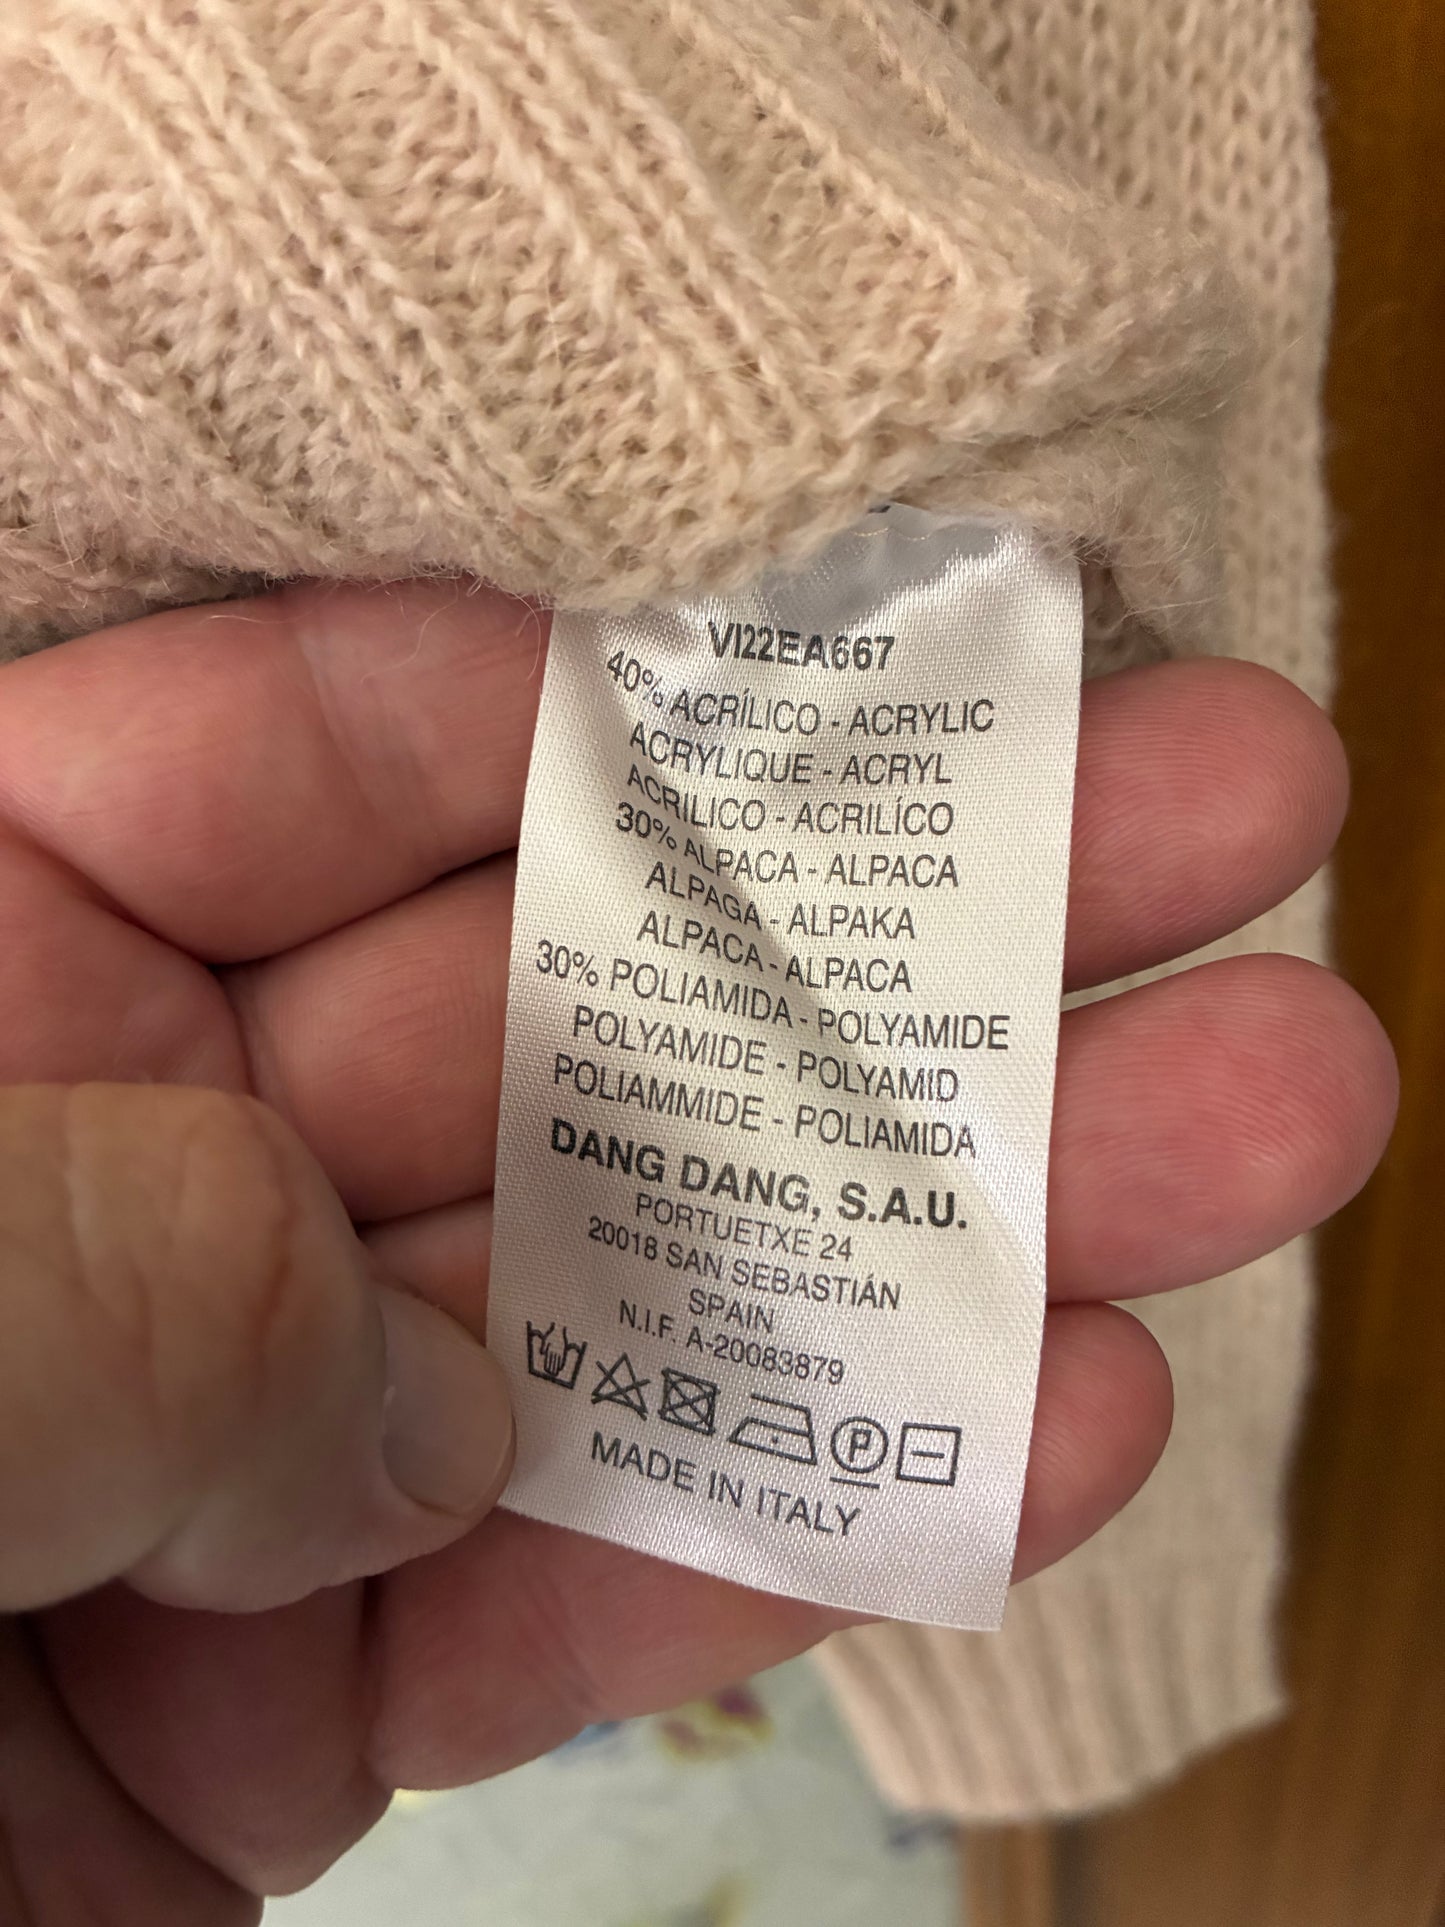 VI22EA667
40% ACRÍLICO - ACRYLIC
ACRYLIQUE - ACRYL
ACRILICO - ACRILÍCO
30% ALPACA - ALPACA
ALPAGA - ALPAKA
ALPACA - ALPACA
30% POLIAMIDA - POLYAMIDE
POLYAMIDE - POLYAMID
POLIAMMIDE - POLIAMIDA
DANG DANG, S.A.U.
PORTUETXE 24
20018 SAN SEBASTIÁN
SPAIN
N.I.F. A-20083879
P
MADE IN ITALY